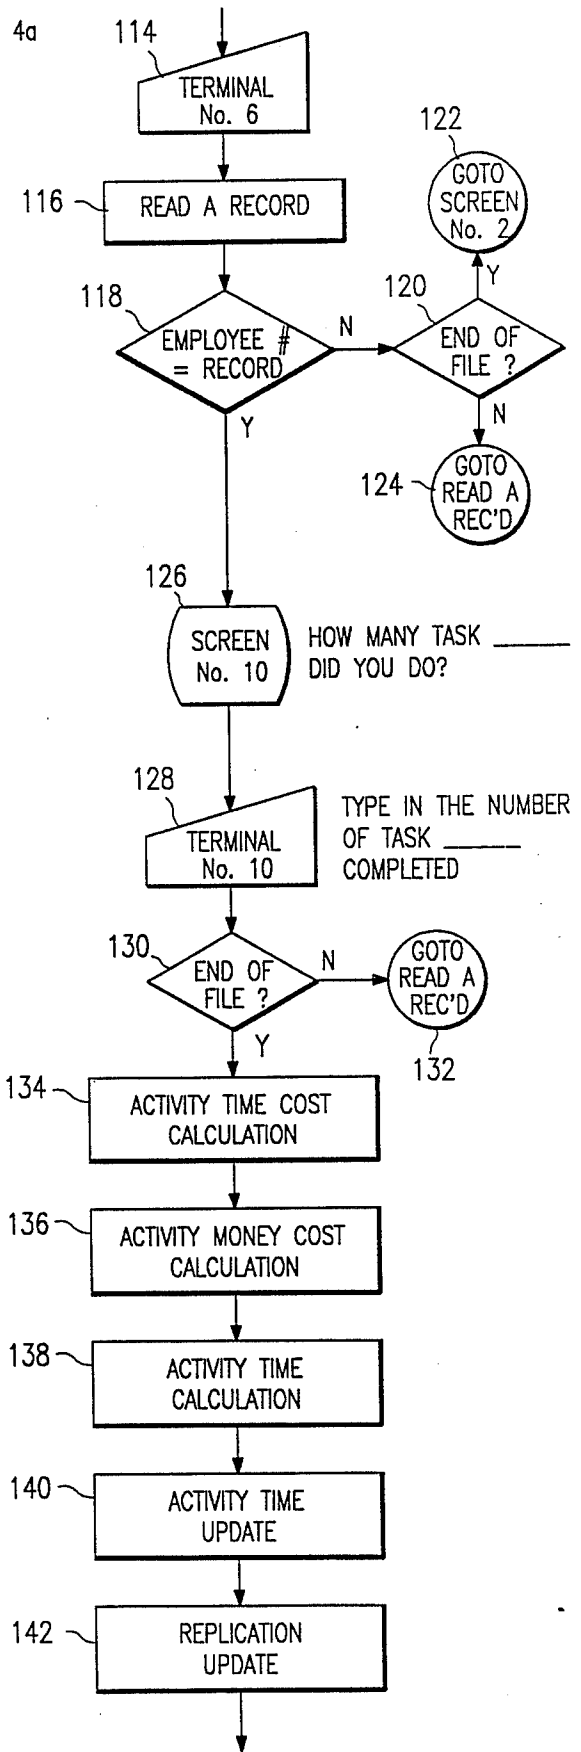 4a
114
TERMINAL
No. 6
116
READ A RECORD
118
EMPLOYEE #
= RECORD
N
Y
120
END OF
FILE ?
Y
N
122
GOTO
SCREEN
No. 2
124
GOTO
READ A
REC'D
126
SCREEN
No. 10
HOW MANY TASK ______
DID YOU DO?
128
TERMINAL
No. 10
TYPE IN THE NUMBER
OF TASK ______
COMPLETED
130
END OF
FILE ?
N
Y
GOTO
READ A
REC'D
132
134
ACTIVITY TIME COST
CALCULATION
136
ACTIVITY MONEY COST
CALCULATION
138
ACTIVITY TIME
CALCULATION
140
ACTIVITY TIME
UPDATE
142
REPLICATION
UPDATE